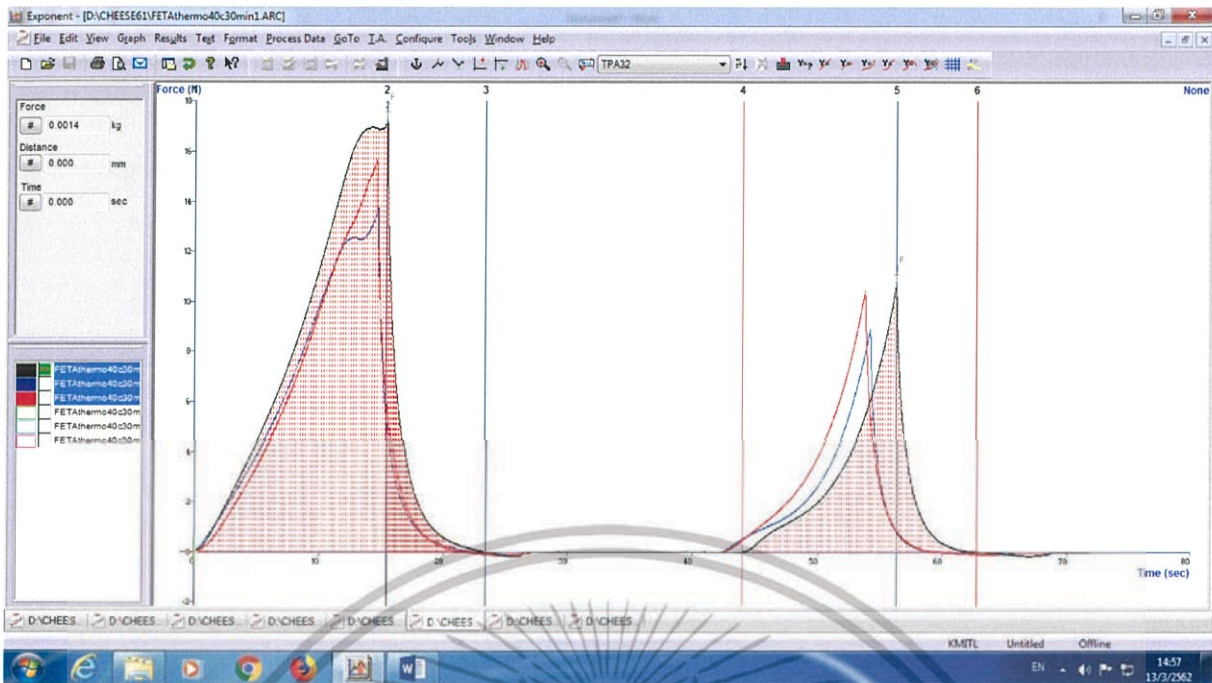 Exponent - [D:\CHEESE61\FETAthermo40c30min1.ARC]
File Edit View Graph Results Test Format Process Data GoTo T.A. Configure Tools Window Help
TPA32
Force
# 0.0014 kg
Distance
# 0.000 mm
Time
# 0.000 sec
FETAthermo40c30m
FETAthermo40c30m
FETAthermo40c30m
FETAthermo40c30m
FETAthermo40c30m
FETAthermo40c30m
Force (N)
2 3 4 5 6
None
F
F
18
16
14
12
10
8
6
4
2
0
-2
0 10 20 30 40 50 60 70 80
Time (sec)
D:\CHEES... D:\CHEES... D:\CHEES... D:\CHEES... D:\CHEES... D:\CHEES... D:\CHEES... D:\CHEES...
KMITL Untitled Offline
EN 14:57
13/3/2562